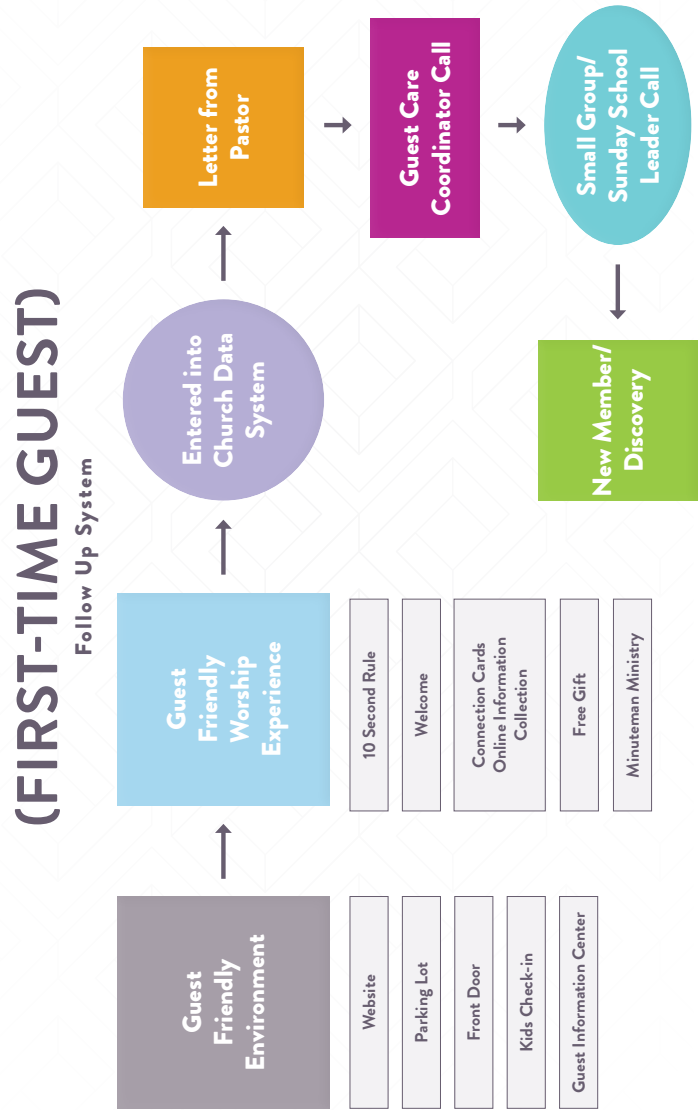 (FIRST-TIME GUEST)
Follow Up System
Guest
Friendly
Environment
Website
Parking Lot
Front Door
Kids Check-in
Guest Information Center
Guest
Friendly
Worship
Experience
10 Second Rule
Welcome
Connection Cards
Online Information
Collection
Free Gift
Minuteman Ministry
Entered into
Church Data
System
Letter from
Pastor
Guest Care
Coordinator Call
Small Group/
Sunday School
Leader Call
New Member/
Discovery